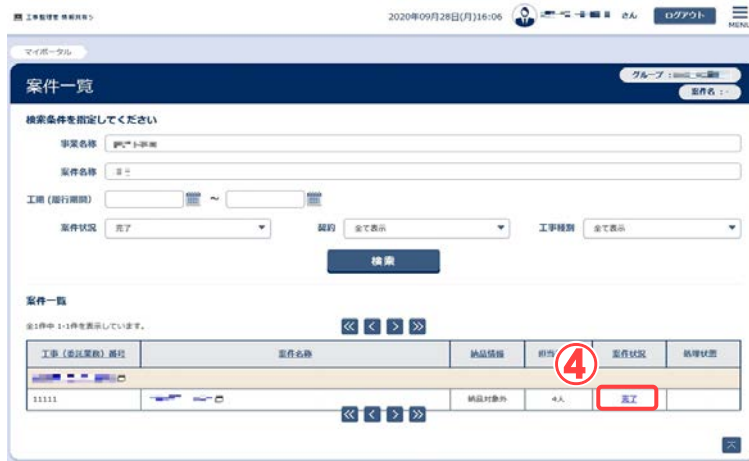 2020年09月28日(月)16:06
さん
ログアウト
MENU
マイポータル
案件一覧
グループ：
案件名：-
検索条件を指定してください
事業名称
案件名称
工期 (履行期間)
～
案件状況
完了
契約
全て表示
工事種別
全て表示
検索
案件一覧
全1件中 1-1件を表示しています。
工事（委託業務）番号
案件名称
納品情報
担当
④
案件状況
処理状態
11111
納品対象外
4人
完了